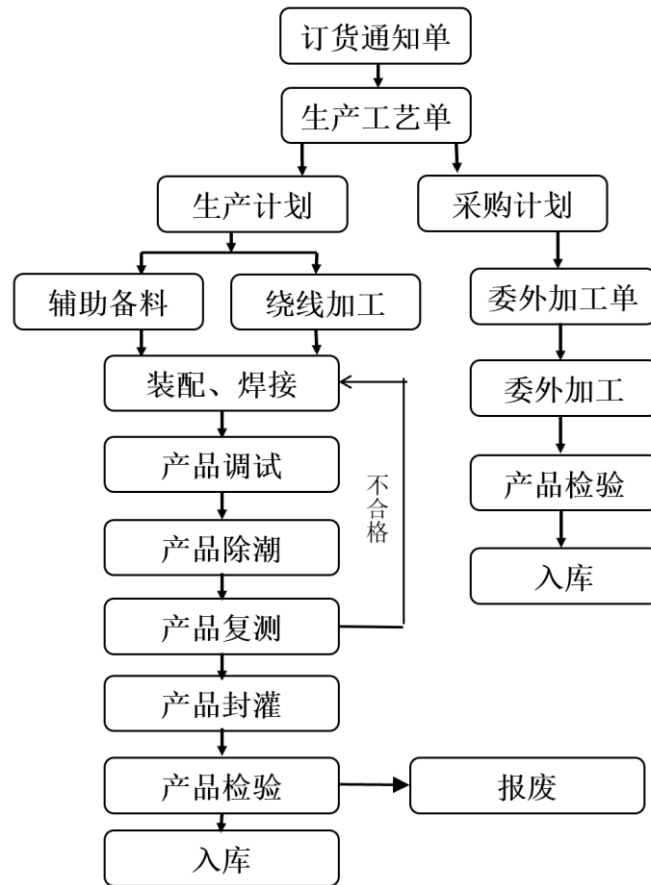 订货通知单
生产工艺单
生产计划
采购计划
辅助备料
绕线加工
委外加工单
装配、焊接
委外加工
产品调试
产品检验
不合格
产品除潮
入库
产品复测
产品封灌
产品检验
报废
入库